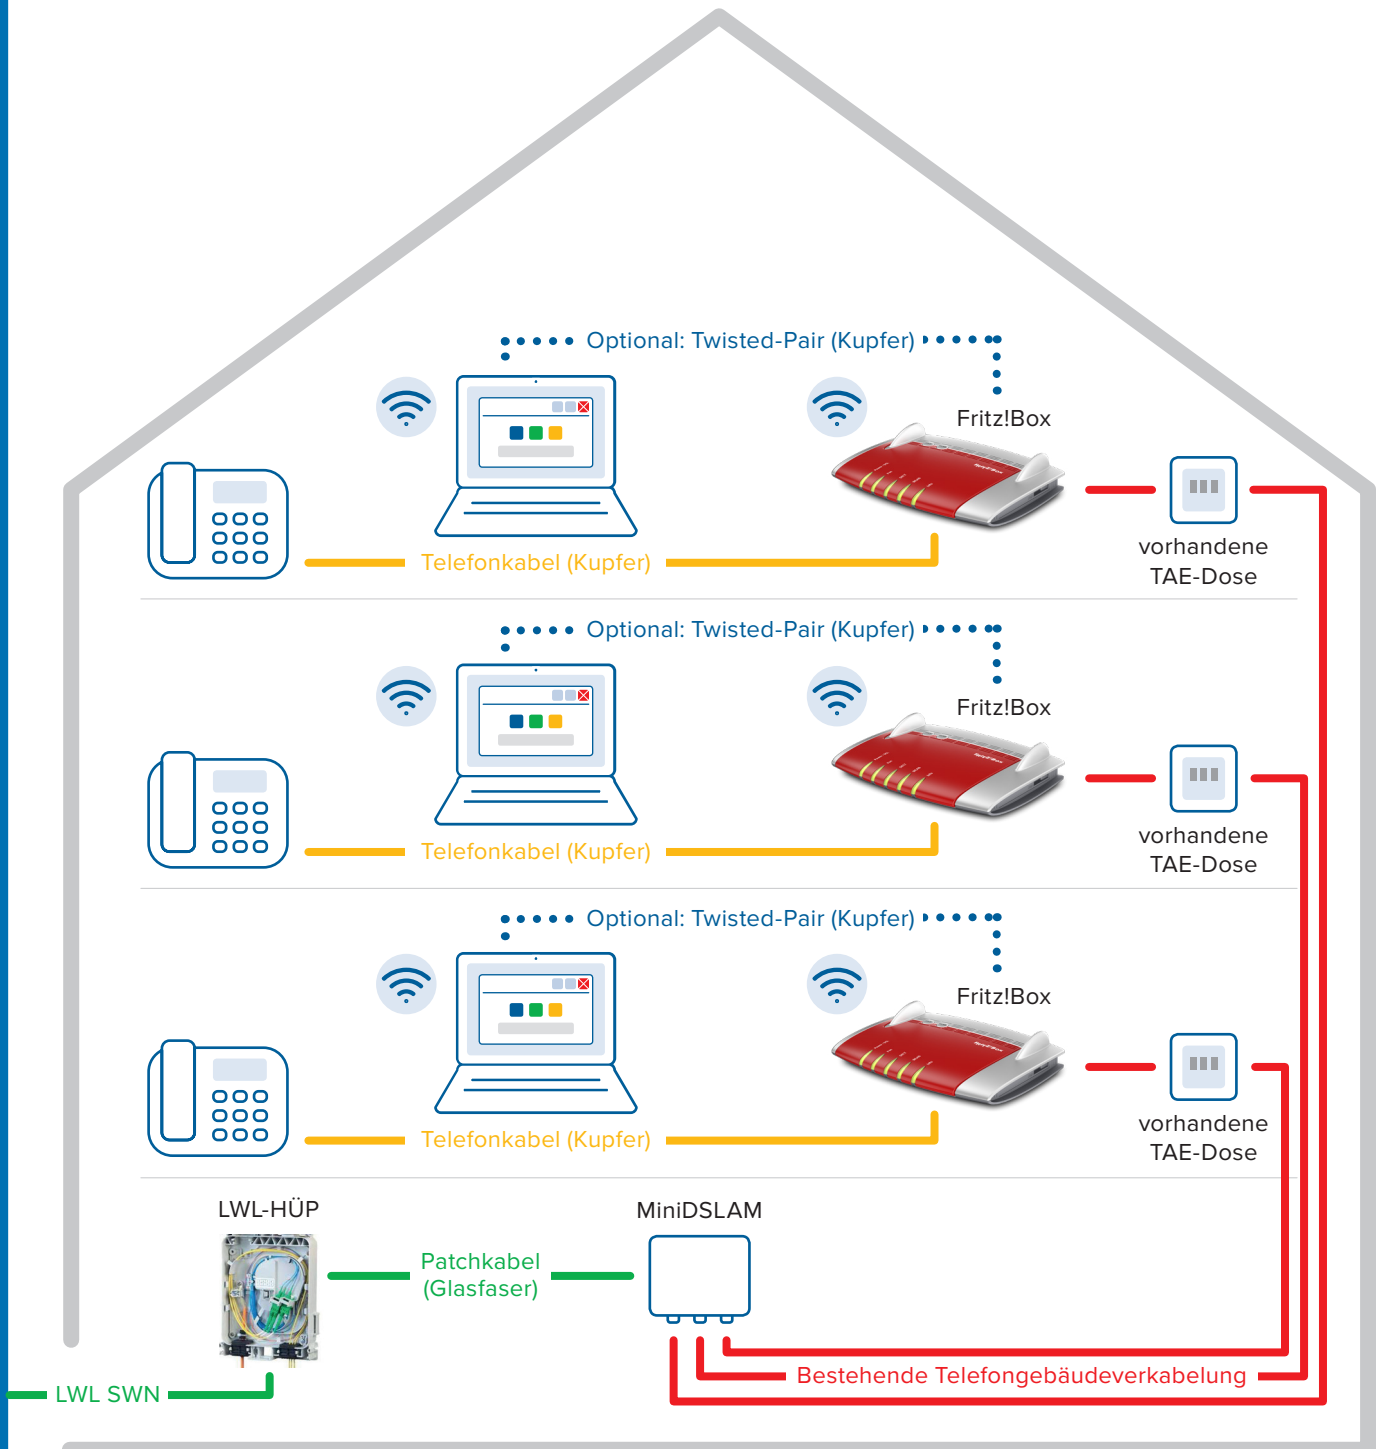 Optional: Twisted-Pair (Kupfer)
Fritz!Box
Telefonkabel (Kupfer)
vorhandene
TAE-Dose
Optional: Twisted-Pair (Kupfer)
Fritz!Box
Telefonkabel (Kupfer)
vorhandene
TAE-Dose
Optional: Twisted-Pair (Kupfer)
Fritz!Box
Telefonkabel (Kupfer)
vorhandene
TAE-Dose
LWL-HÜP
MiniDSLAM
Patchkabel
(Glasfaser)
Bestehende Telefongebäudeverkabelung
LWL SWN